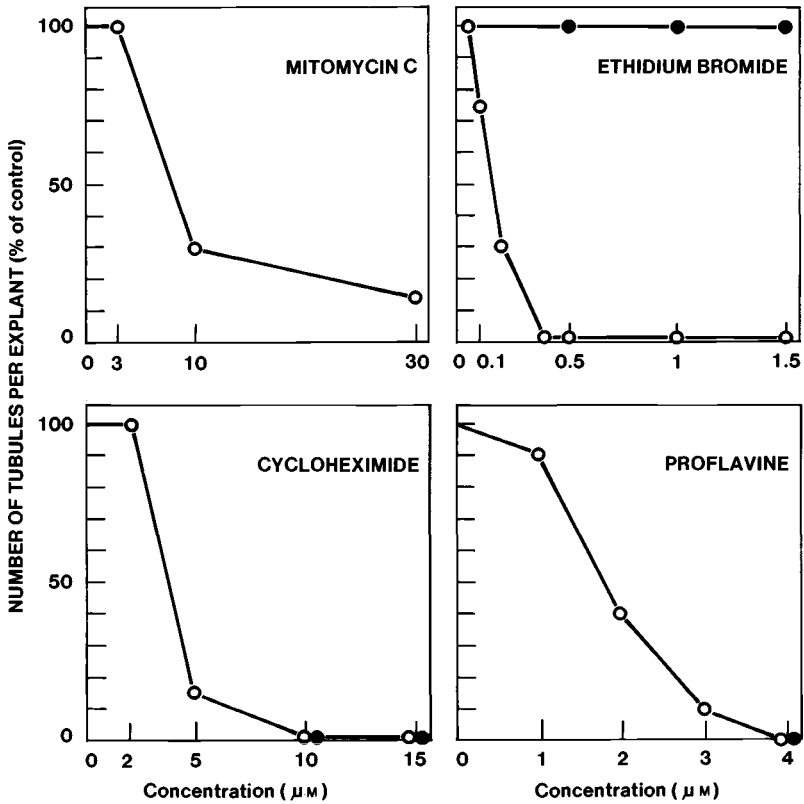 NUMBER OF TUBULES PER EXPLANT (% of control)
100
50
0
MITOMYCIN C
0 3 10 30
ETHIDIUM BROMIDE
0 0.1 0.5 1 1.5
100
50
0
CYCLOHEXIMIDE
0 2 5 10 15
Concentration (μM)
PROFLAVINE
0 1 2 3 4
Concentration (μM)